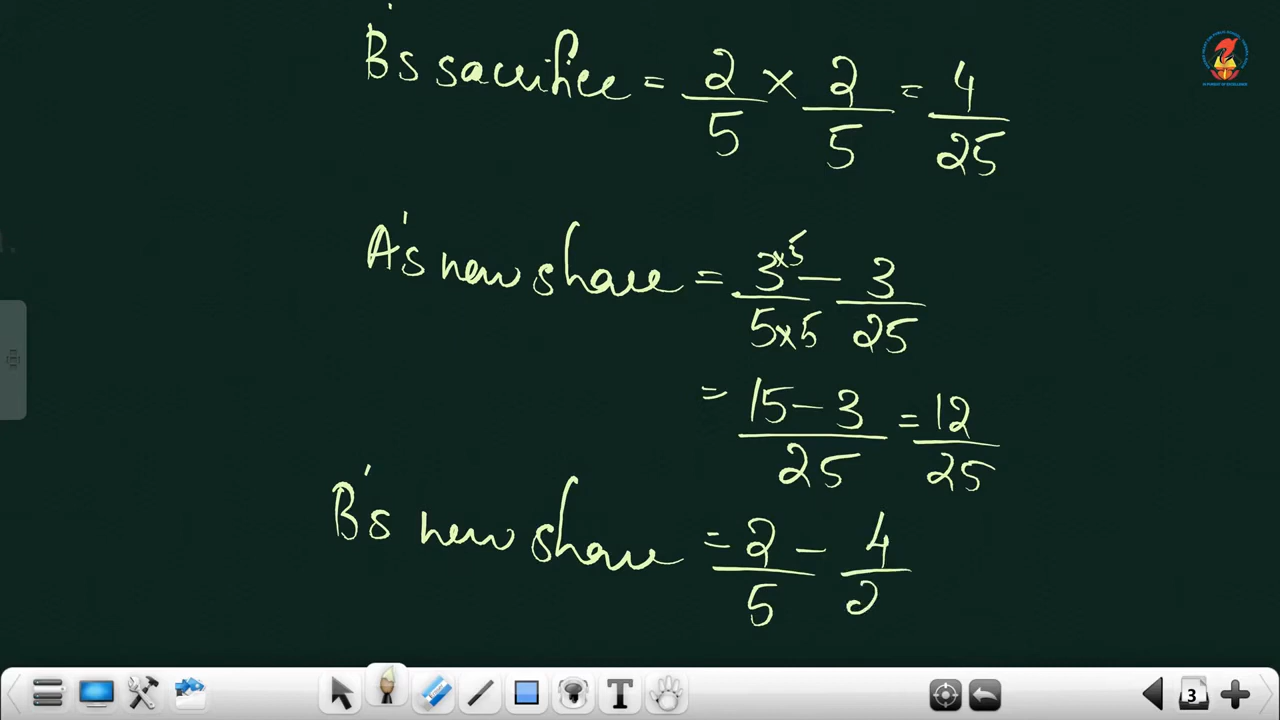 B's sacrifice = 2/5 × 2/5 = 4/25
A's new share = 3×5/5×5 − 3/25
= 15 − 3/25 = 12/25
B's new share = 2/5 − 4/2
T
3